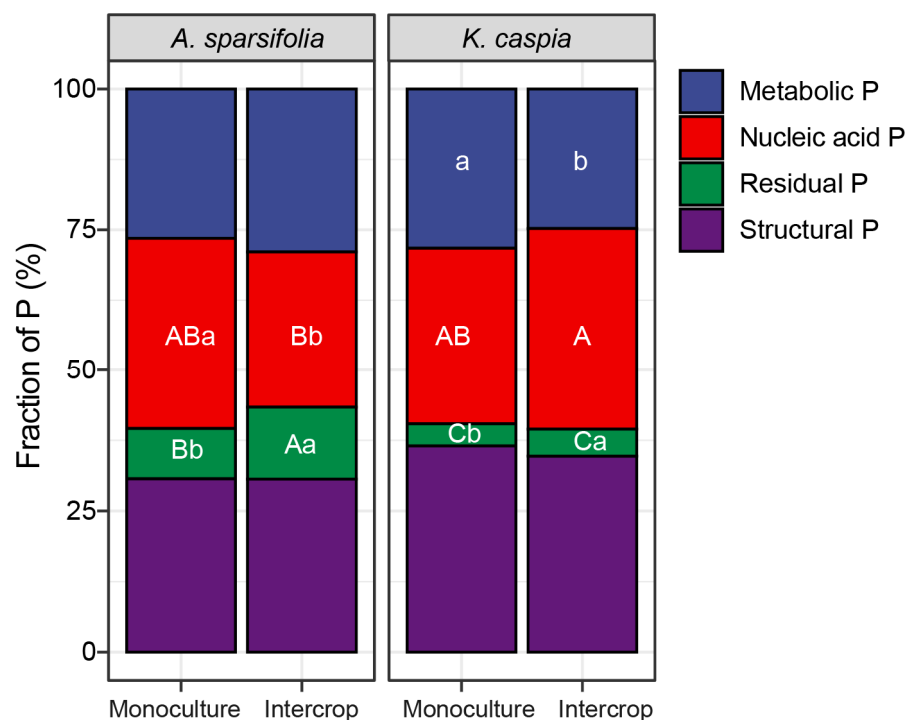 A. sparsifolia
K. caspia
Fraction of P (%)
100
75
50
25
0
ABa
Bb
Bb
Aa
a
b
AB
A
Cb
Ca
Monoculture
Intercrop
Monoculture
Intercrop
Metabolic P
Nucleic acid P
Residual P
Structural P